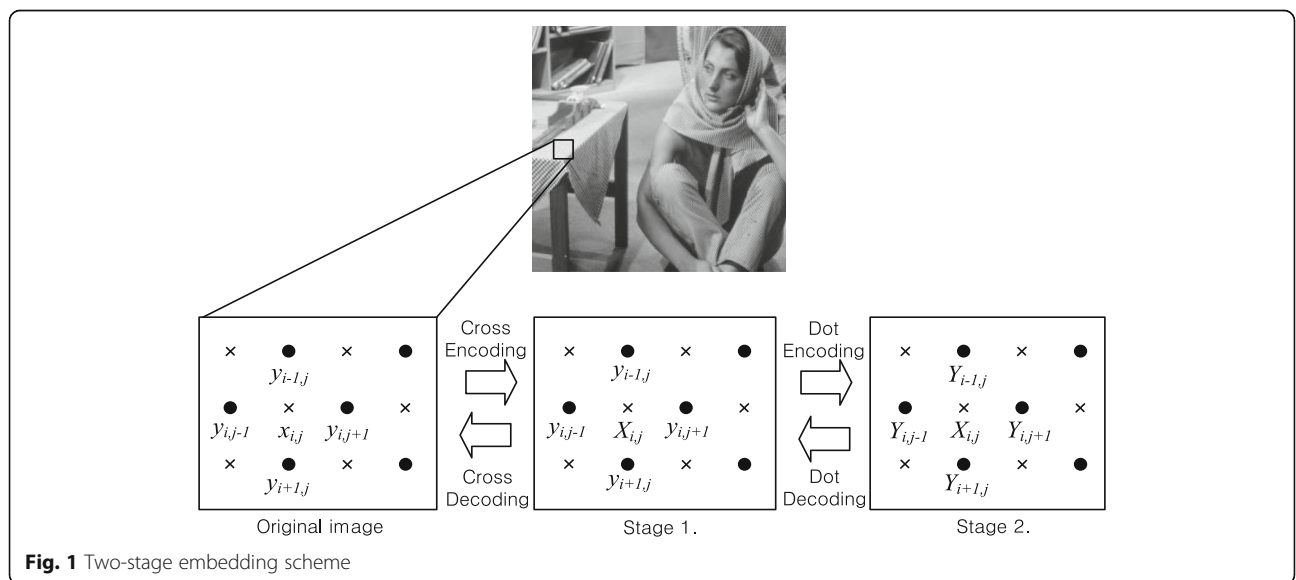 Cross
Encoding
Dot
Encoding
y_{i-1,j}
y_{i-1,j}
Y_{i-1,j}
y_{i,j-1} x_{i,j} y_{i,j+1}
y_{i,j-1} X_{i,j} y_{i,j+1}
Y_{i,j-1} X_{i,j} Y_{i,j+1}
y_{i+1,j}
y_{i+1,j}
Y_{i+1,j}
Cross
Decoding
Dot
Decoding
Original image
Stage 1.
Stage 2.
Fig. 1 Two-stage embedding scheme